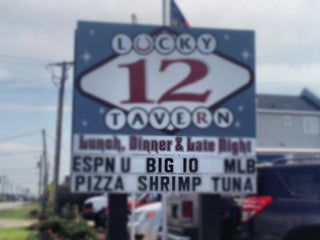 LUCKY
12
TAVERN
Lunch, Dinner & Late Night
ESPN U BIG 10 MLB
PIZZA SHRIMP TUNA